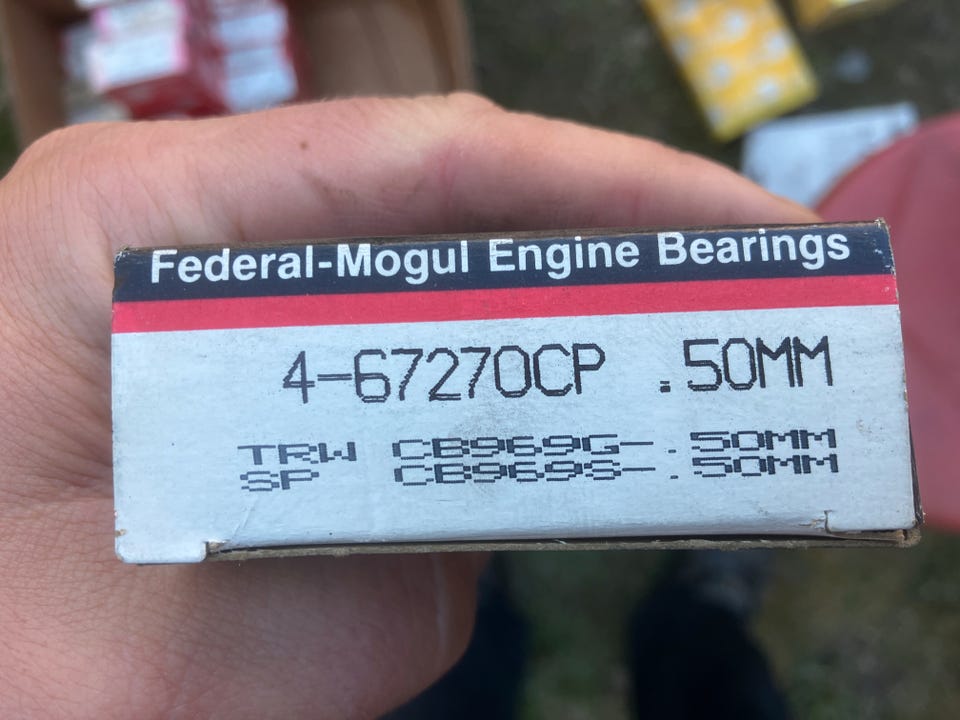 Federal-Mogul Engine Bearings
4-67270CP .50MM
TRW CB969G- .50MM
SP CB969S- .50MM